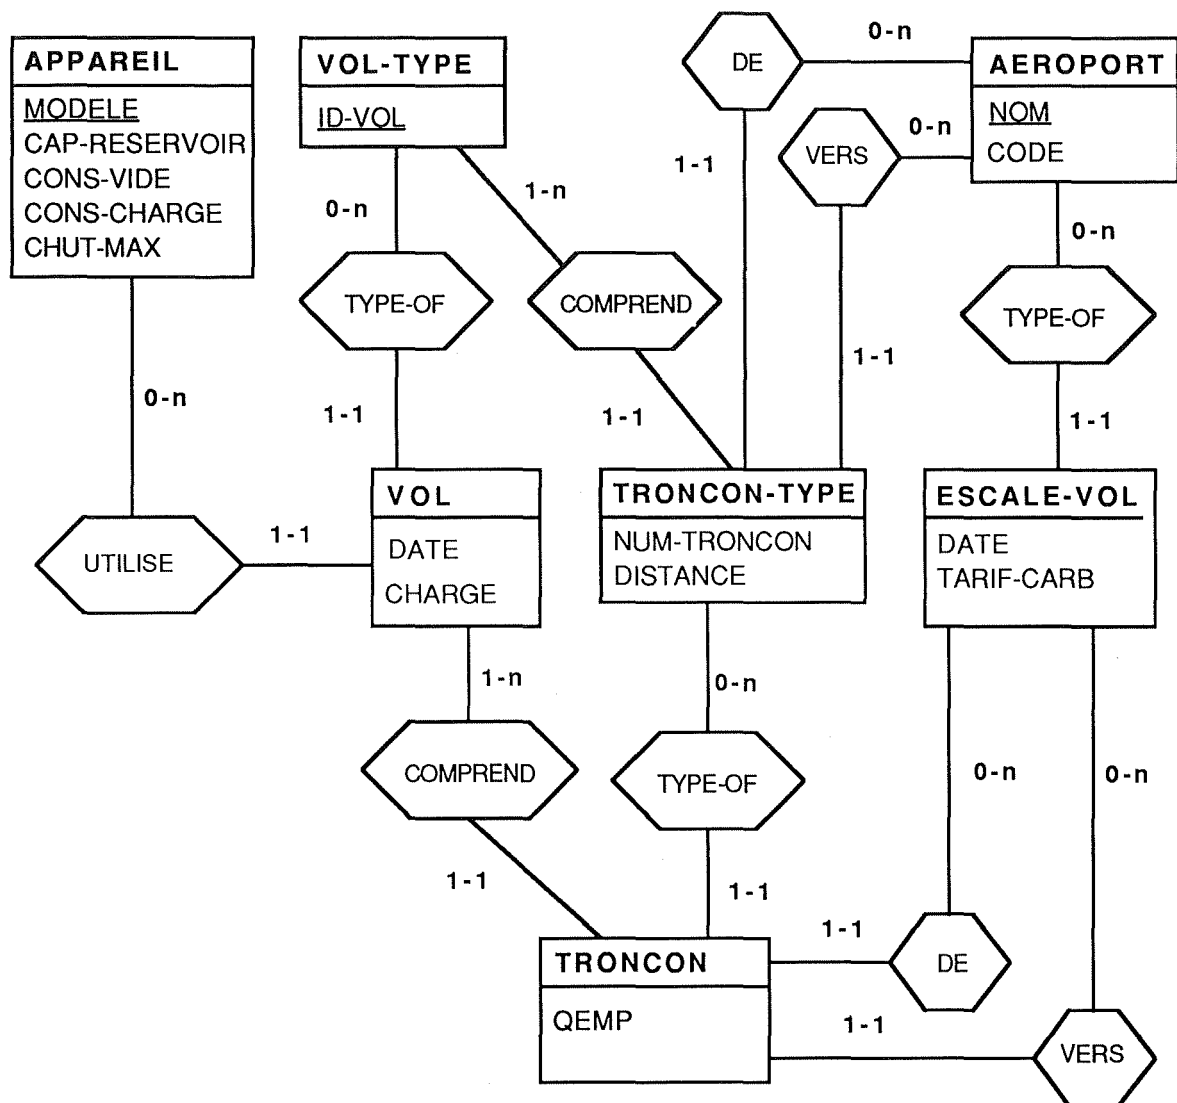 APPAREIL
MODELE
CAP-RESERVOIR
CONS-VIDE
CONS-CHARGE
CHUT-MAX
VOL-TYPE
ID-VOL
DE
0-n
AEROPORT
NOM
CODE
VERS
0-n
1-1
1-n
0-n
0-n
TYPE-OF
COMPREND
TYPE-OF
1-1
0-n
1-1
1-1
1-1
VOL
DATE
CHARGE
TRONCON-TYPE
NUM-TRONCON
DISTANCE
ESCALE-VOL
DATE
TARIF-CARB
UTILISE
1-1
1-n
0-n
COMPREND
TYPE-OF
0-n
0-n
1-1
1-1
1-1
DE
TRONCON
QEMP
1-1
VERS